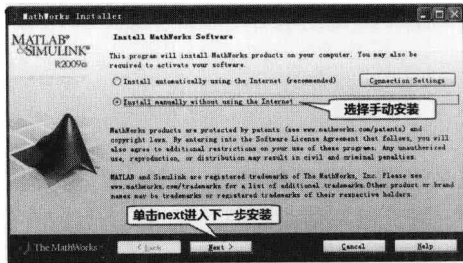 MathWorks Installer
MATLAB®
&SIMULINK®
R2009a
Install MathWorks Software
This program will install MathWorks products on your computer. You may also be
required to activate your software.
Install automatically using the Internet (recommended)
Connection Settings
Install manually without using the Internet
选择手动安装
MathWorks products are protected by patents (see www.mathworks.com/patents) and
copyright laws. By entering into the Software License Agreement that follows, you will
also agree to additional restrictions on your use of these programs. Any unauthorized
use, reproduction, or distribution may result in civil and criminal penalties.
MATLAB and Simulink are registered trademarks of The MathWorks, Inc. Please see
www.mathworks.com/trademarks for a list of additional trademarks. Other product or brand
names may be trademarks or registered trademarks of their respective holders.
单击next进入下一步安装
The MathWorks
< Back
Next >
Cancel
Help